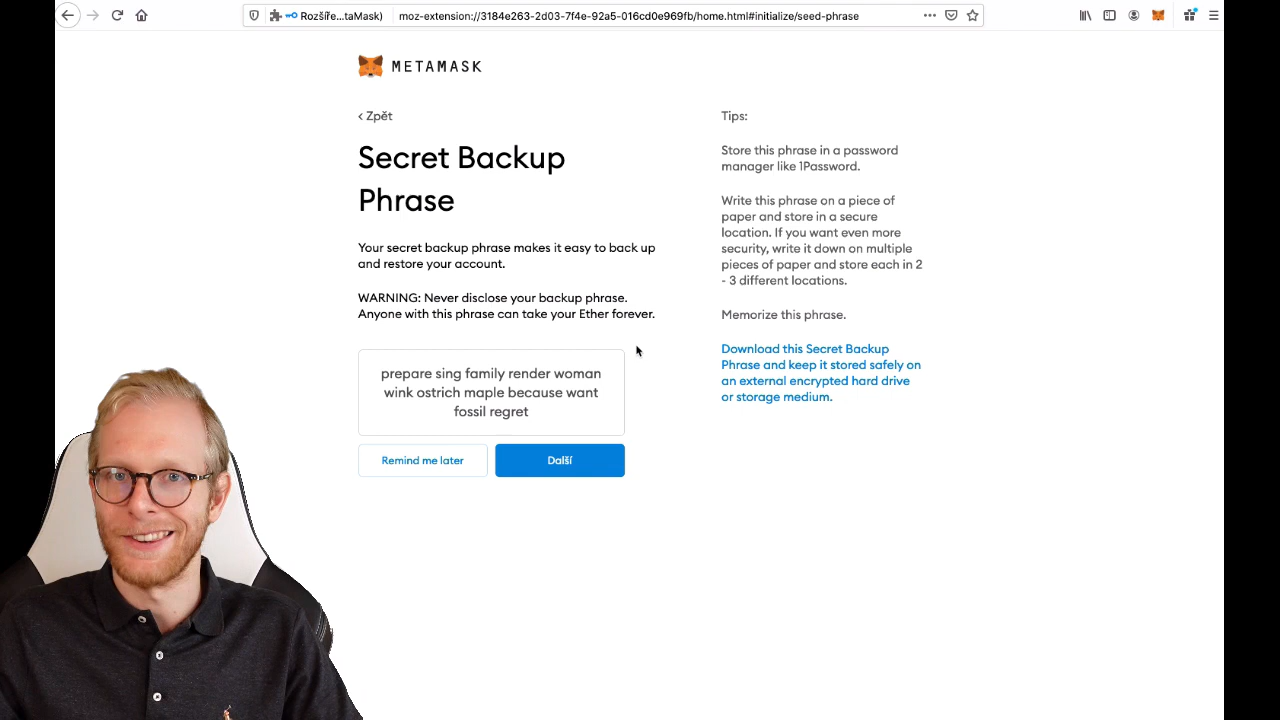 Rozšíře...taMask)
moz-extension://3184e263-2d03-7f4e-92a5-016cd0e969fb/home.html#initialize/seed-phrase
METAMASK
< Zpět
Secret Backup
Phrase
Your secret backup phrase makes it easy to back up
and restore your account.
WARNING: Never disclose your backup phrase.
Anyone with this phrase can take your Ether forever.
prepare sing family render woman
wink ostrich maple because want
fossil regret
Remind me later
Další
Tips:
Store this phrase in a password
manager like 1Password.
Write this phrase on a piece of
paper and store in a secure
location. If you want even more
security, write it down on multiple
pieces of paper and store each in 2
- 3 different locations.
Memorize this phrase.
Download this Secret Backup
Phrase and keep it stored safely on
an external encrypted hard drive
or storage medium.